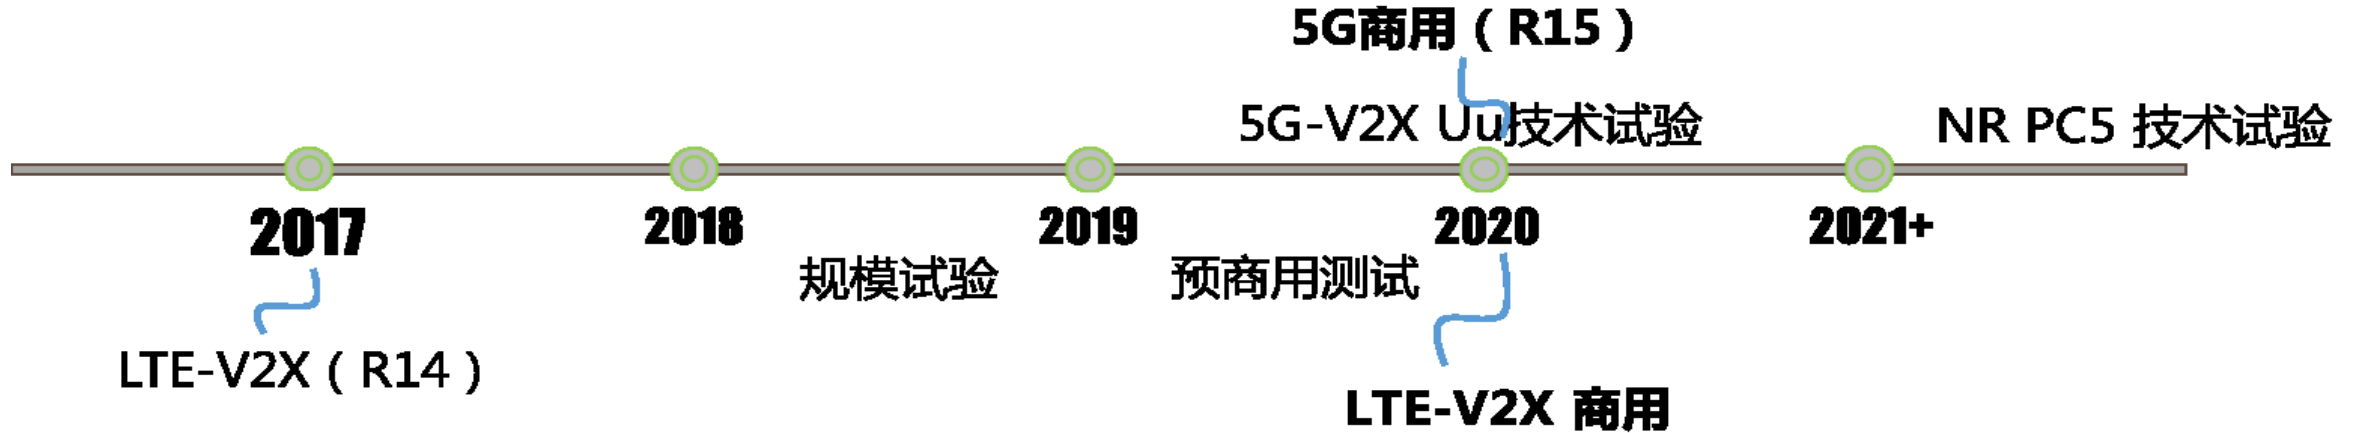 5G商用（R15）
5G-V2X Uu技术试验
NR PC5 技术试验
2017
2018
2019
2020
2021+
规模试验
预商用测试
LTE-V2X（R14）
LTE-V2X 商用